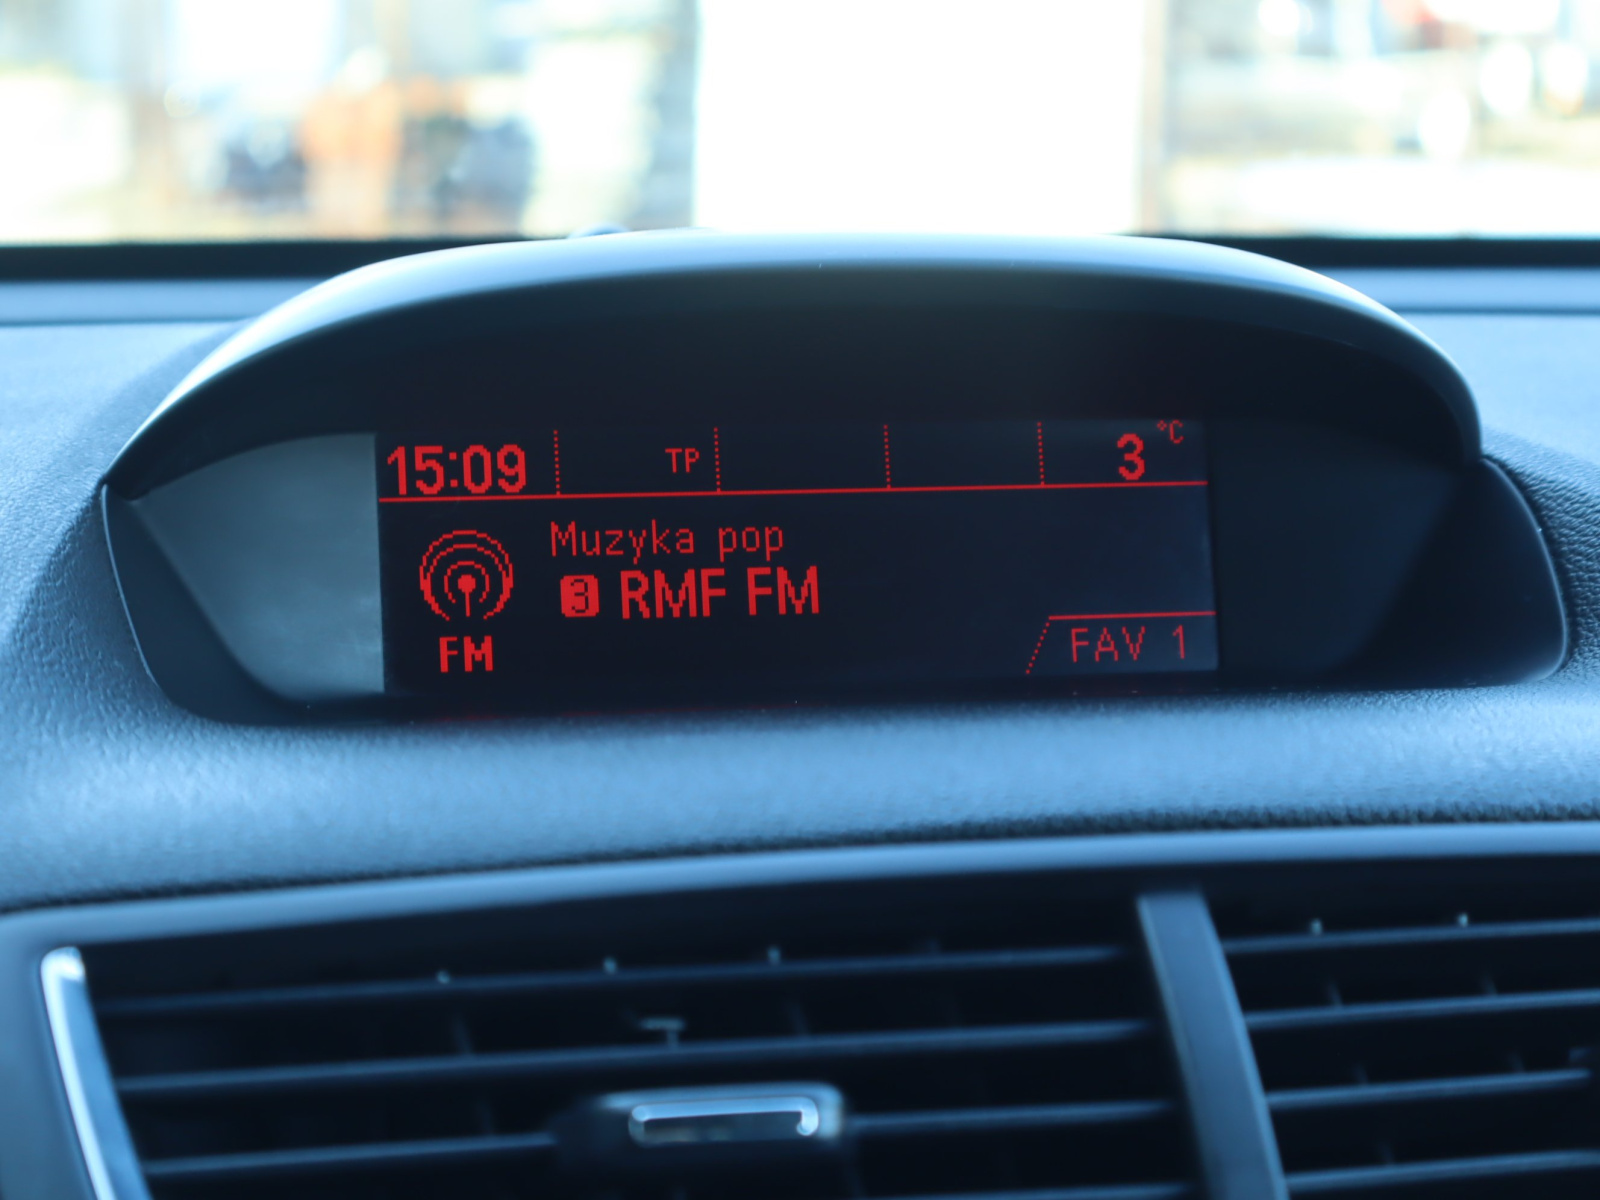 15:09 TP 3 °C
Muzyka pop
3 RMF FM
FM
FAV 1